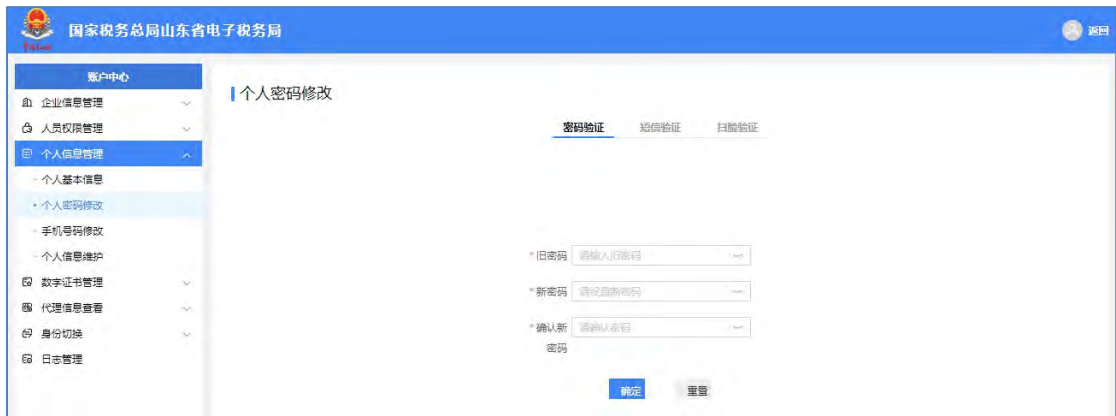 国家税务总局山东省电子税务局
返回
账户中心
企业信息管理
人员权限管理
个人信息管理
个人基本信息
个人密码修改
手机号码修改
个人信息维护
数字证书管理
代理信息查看
身份切换
日志管理
个人密码修改
密码验证 短信验证 扫脸验证
*旧密码 请输入旧密码
*新密码 请设置新密码
*确认新 请确认密码
密码
确定 重置